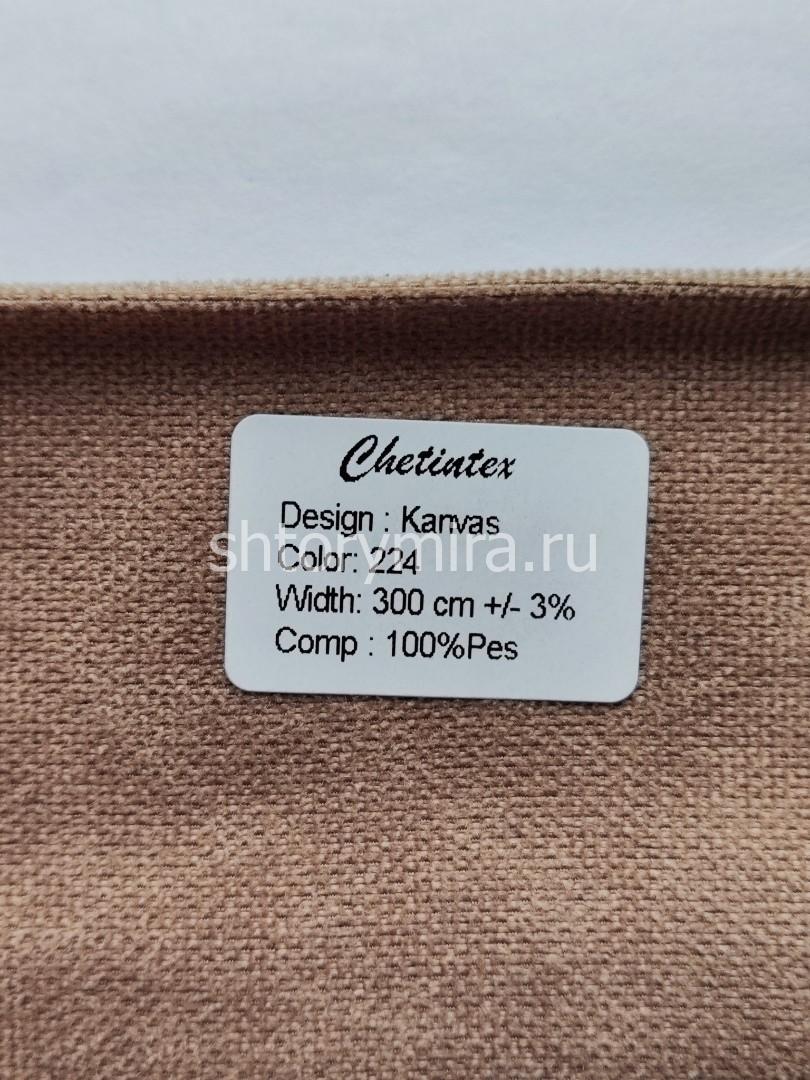 Chetintex
Design : Kanvas
shtorymira.ru
Color: 224
Width: 300 cm +/- 3%
Comp : 100%Pes